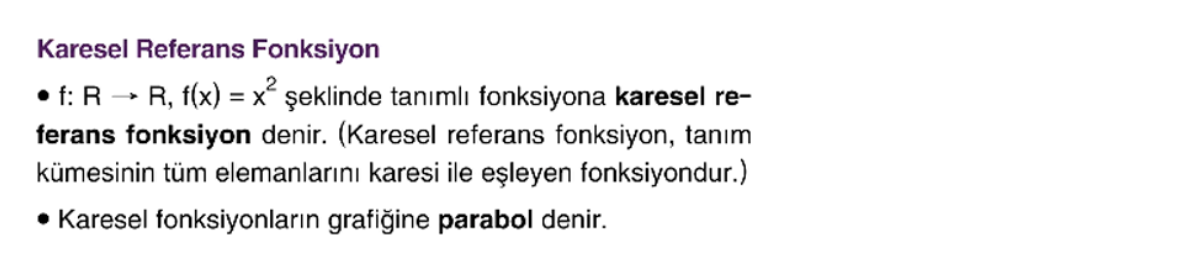 Karesel Referans Fonksiyon
• f: R → R, f(x) = x² şeklinde tanımlı fonksiyona karesel re-
ferans fonksiyon denir. (Karesel referans fonksiyon, tanım
kümesinin tüm elemanlarını karesi ile eşleyen fonksiyondur.)
• Karesel fonksiyonların grafiğine parabol denir.